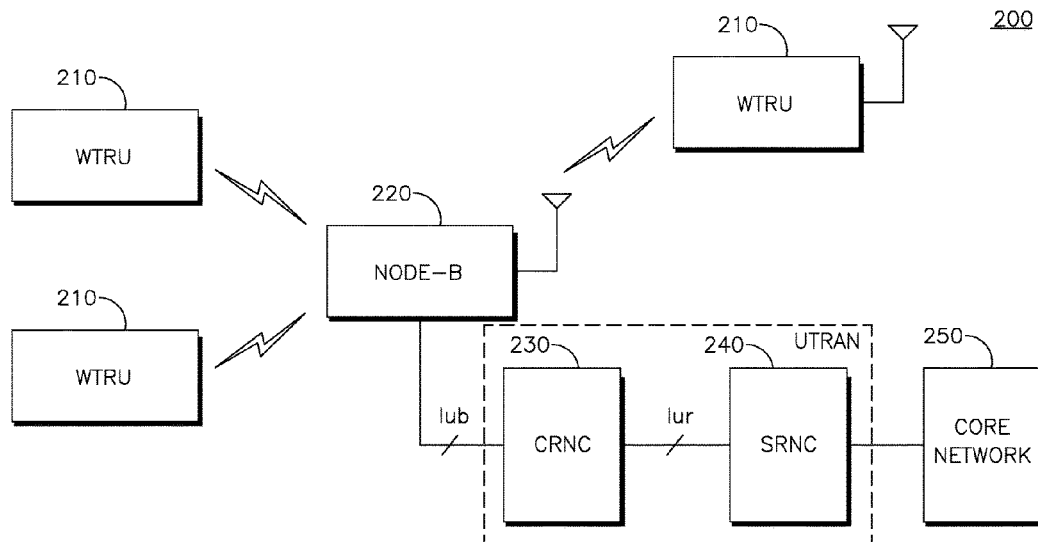 200
210
WTRU
210
WTRU
220
NODE-B
210
WTRU
UTRAN
230
CRNC
240
SRNC
250
CORE
NETWORK
Iub
Iur